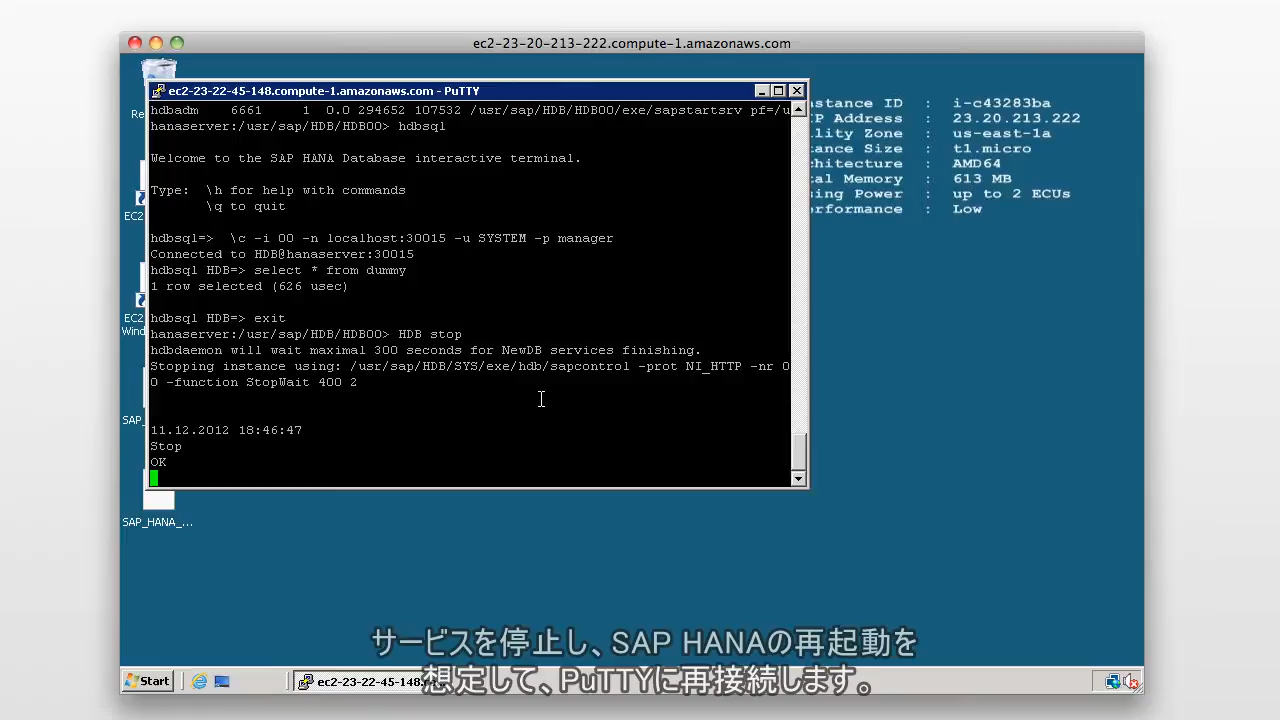 ec2-23-20-213-222.compute-1.amazonaws.com
ec2-23-22-45-148.compute-1.amazonaws.com - PuTTY
hdbadm    6661     1  0.0 294652 107532 /usr/sap/HDB/HDB00/exe/sapstartsrv pf=/u
hanaserver:/usr/sap/HDB/HDB00> hdbsql
Welcome to the SAP HANA Database interactive terminal.
Type:  \h for help with commands
\q to quit
hdbsql=>  \c -i 00 -n localhost:30015 -u SYSTEM -p manager
Connected to HDB@hanaserver:30015
hdbsql HDB=> select * from dummy
1 row selected (626 usec)
hdbsql HDB=> exit
hanaserver:/usr/sap/HDB/HDB00> HDB stop
hdbdaemon will wait maximal 300 seconds for NewDB services finishing.
Stopping instance using: /usr/sap/HDB/SYS/exe/hdb/sapcontrol -prot NI_HTTP -nr 0
0 -function StopWait 400 2
11.12.2012 18:46:47
Stop
OK
stance ID : i-c43283ba
IP Address : 23.20.213.222
ility Zone : us-east-1a
stance Size : t1.micro
chitecture : AMD64
tal Memory : 613 MB
sing Power : up to 2 ECUs
rformance : Low
Re
EC2
EC2
Wind
SAP_
SAP_HANA_...
サービスを停止し、SAP HANAの再起動を
想定して、PuTTYに再接続します。
Start
ec2-23-22-45-148.